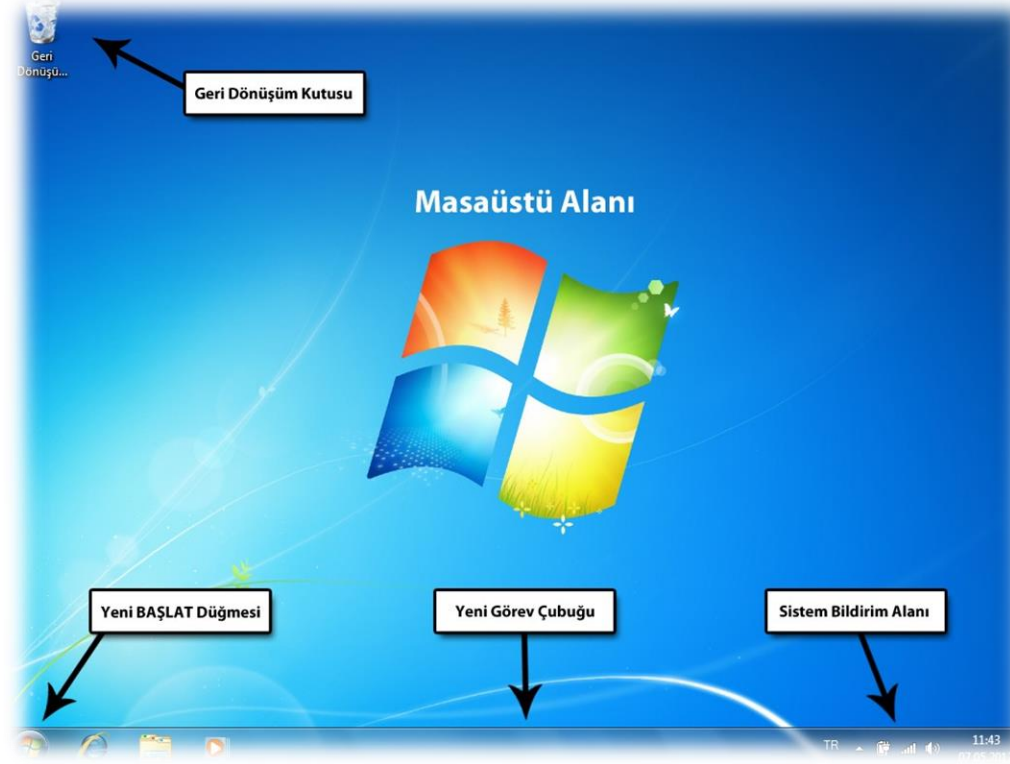 Geri
Dönüşü...
Geri Dönüşüm Kutusu
Masaüstü Alanı
Yeni BAŞLAT Düğmesi
Yeni Görev Çubuğu
Sistem Bildirim Alanı
TR
11:43